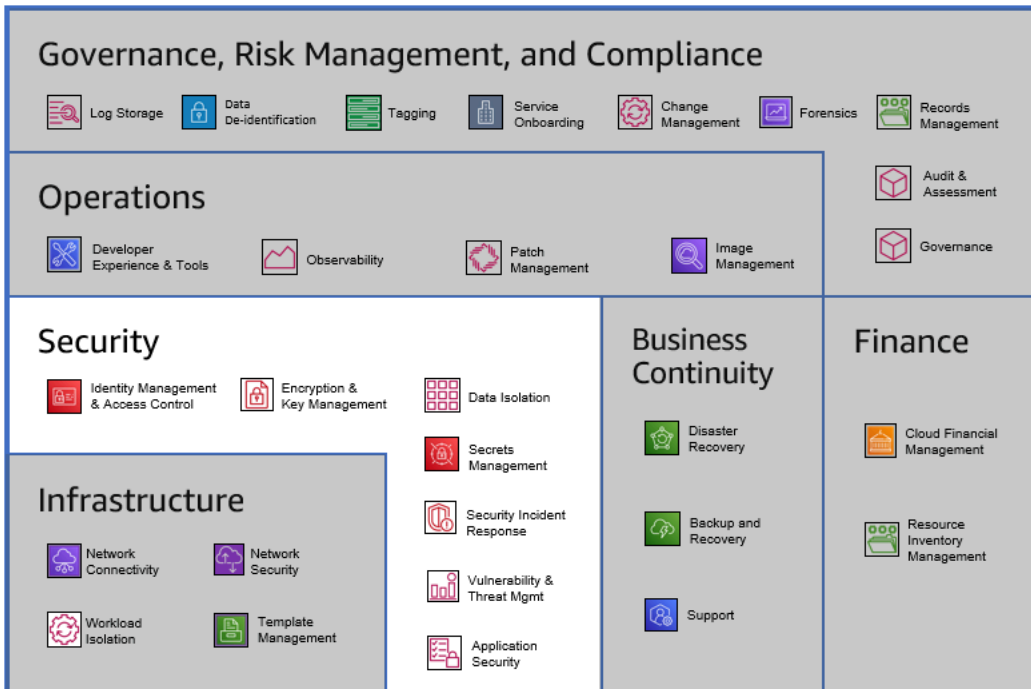 Governance, Risk Management, and Compliance
Log Storage
Data
De-identification
Tagging
Service
Onboarding
Change
Management
Forensics
Records
Management
Audit &
Assessment
Governance
Operations
Developer
Experience & Tools
Observability
Patch
Management
Image
Management
Security
Identity Management
& Access Control
Encryption &
Key Management
Data Isolation
Secrets
Management
Security Incident
Response
Vulnerability &
Threat Mgmt
Application
Security
Infrastructure
Network
Connectivity
Network
Security
Workload
Isolation
Template
Management
Business
Continuity
Disaster
Recovery
Backup and
Recovery
Support
Finance
Cloud Financial
Management
Resource
Inventory
Management